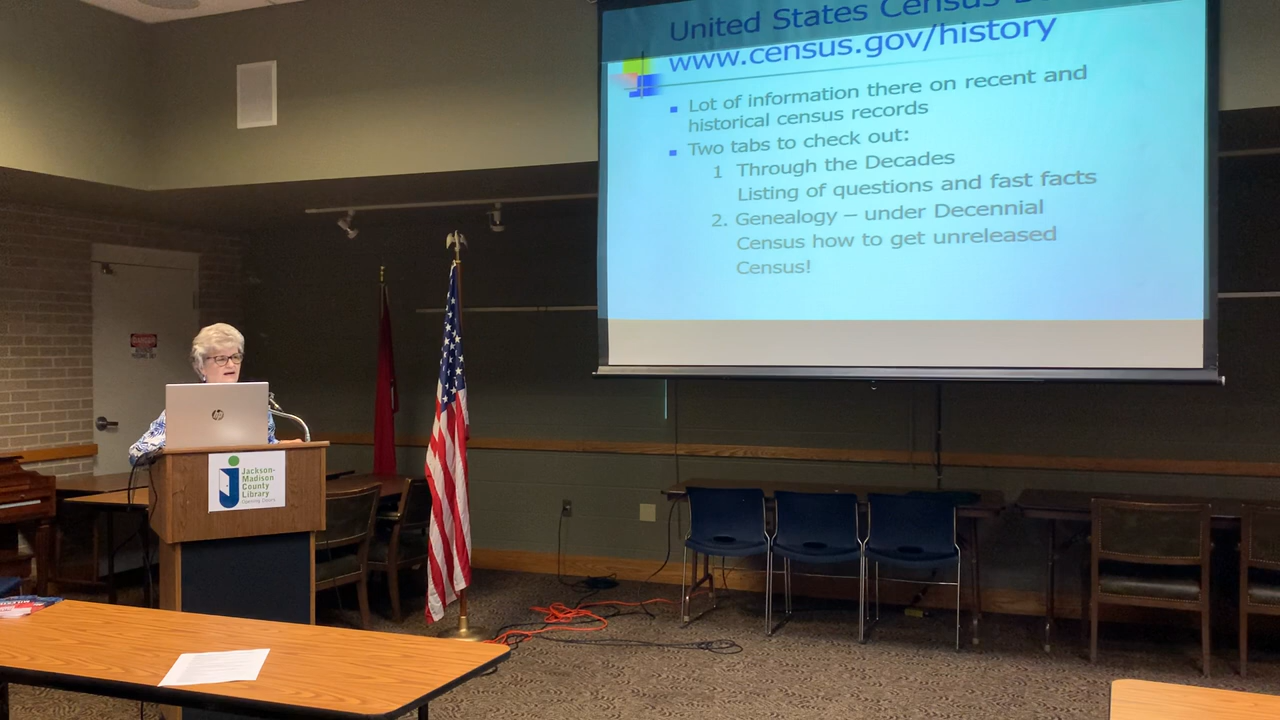 United States Census
www.census.gov/history
Lot of information there on recent and
historical census records
Two tabs to check out:
1 Through the Decades
Listing of questions and fast facts
2. Genealogy – under Decennial
Census how to get unreleased
Census!
hp
Jackson-
Madison
County
Library